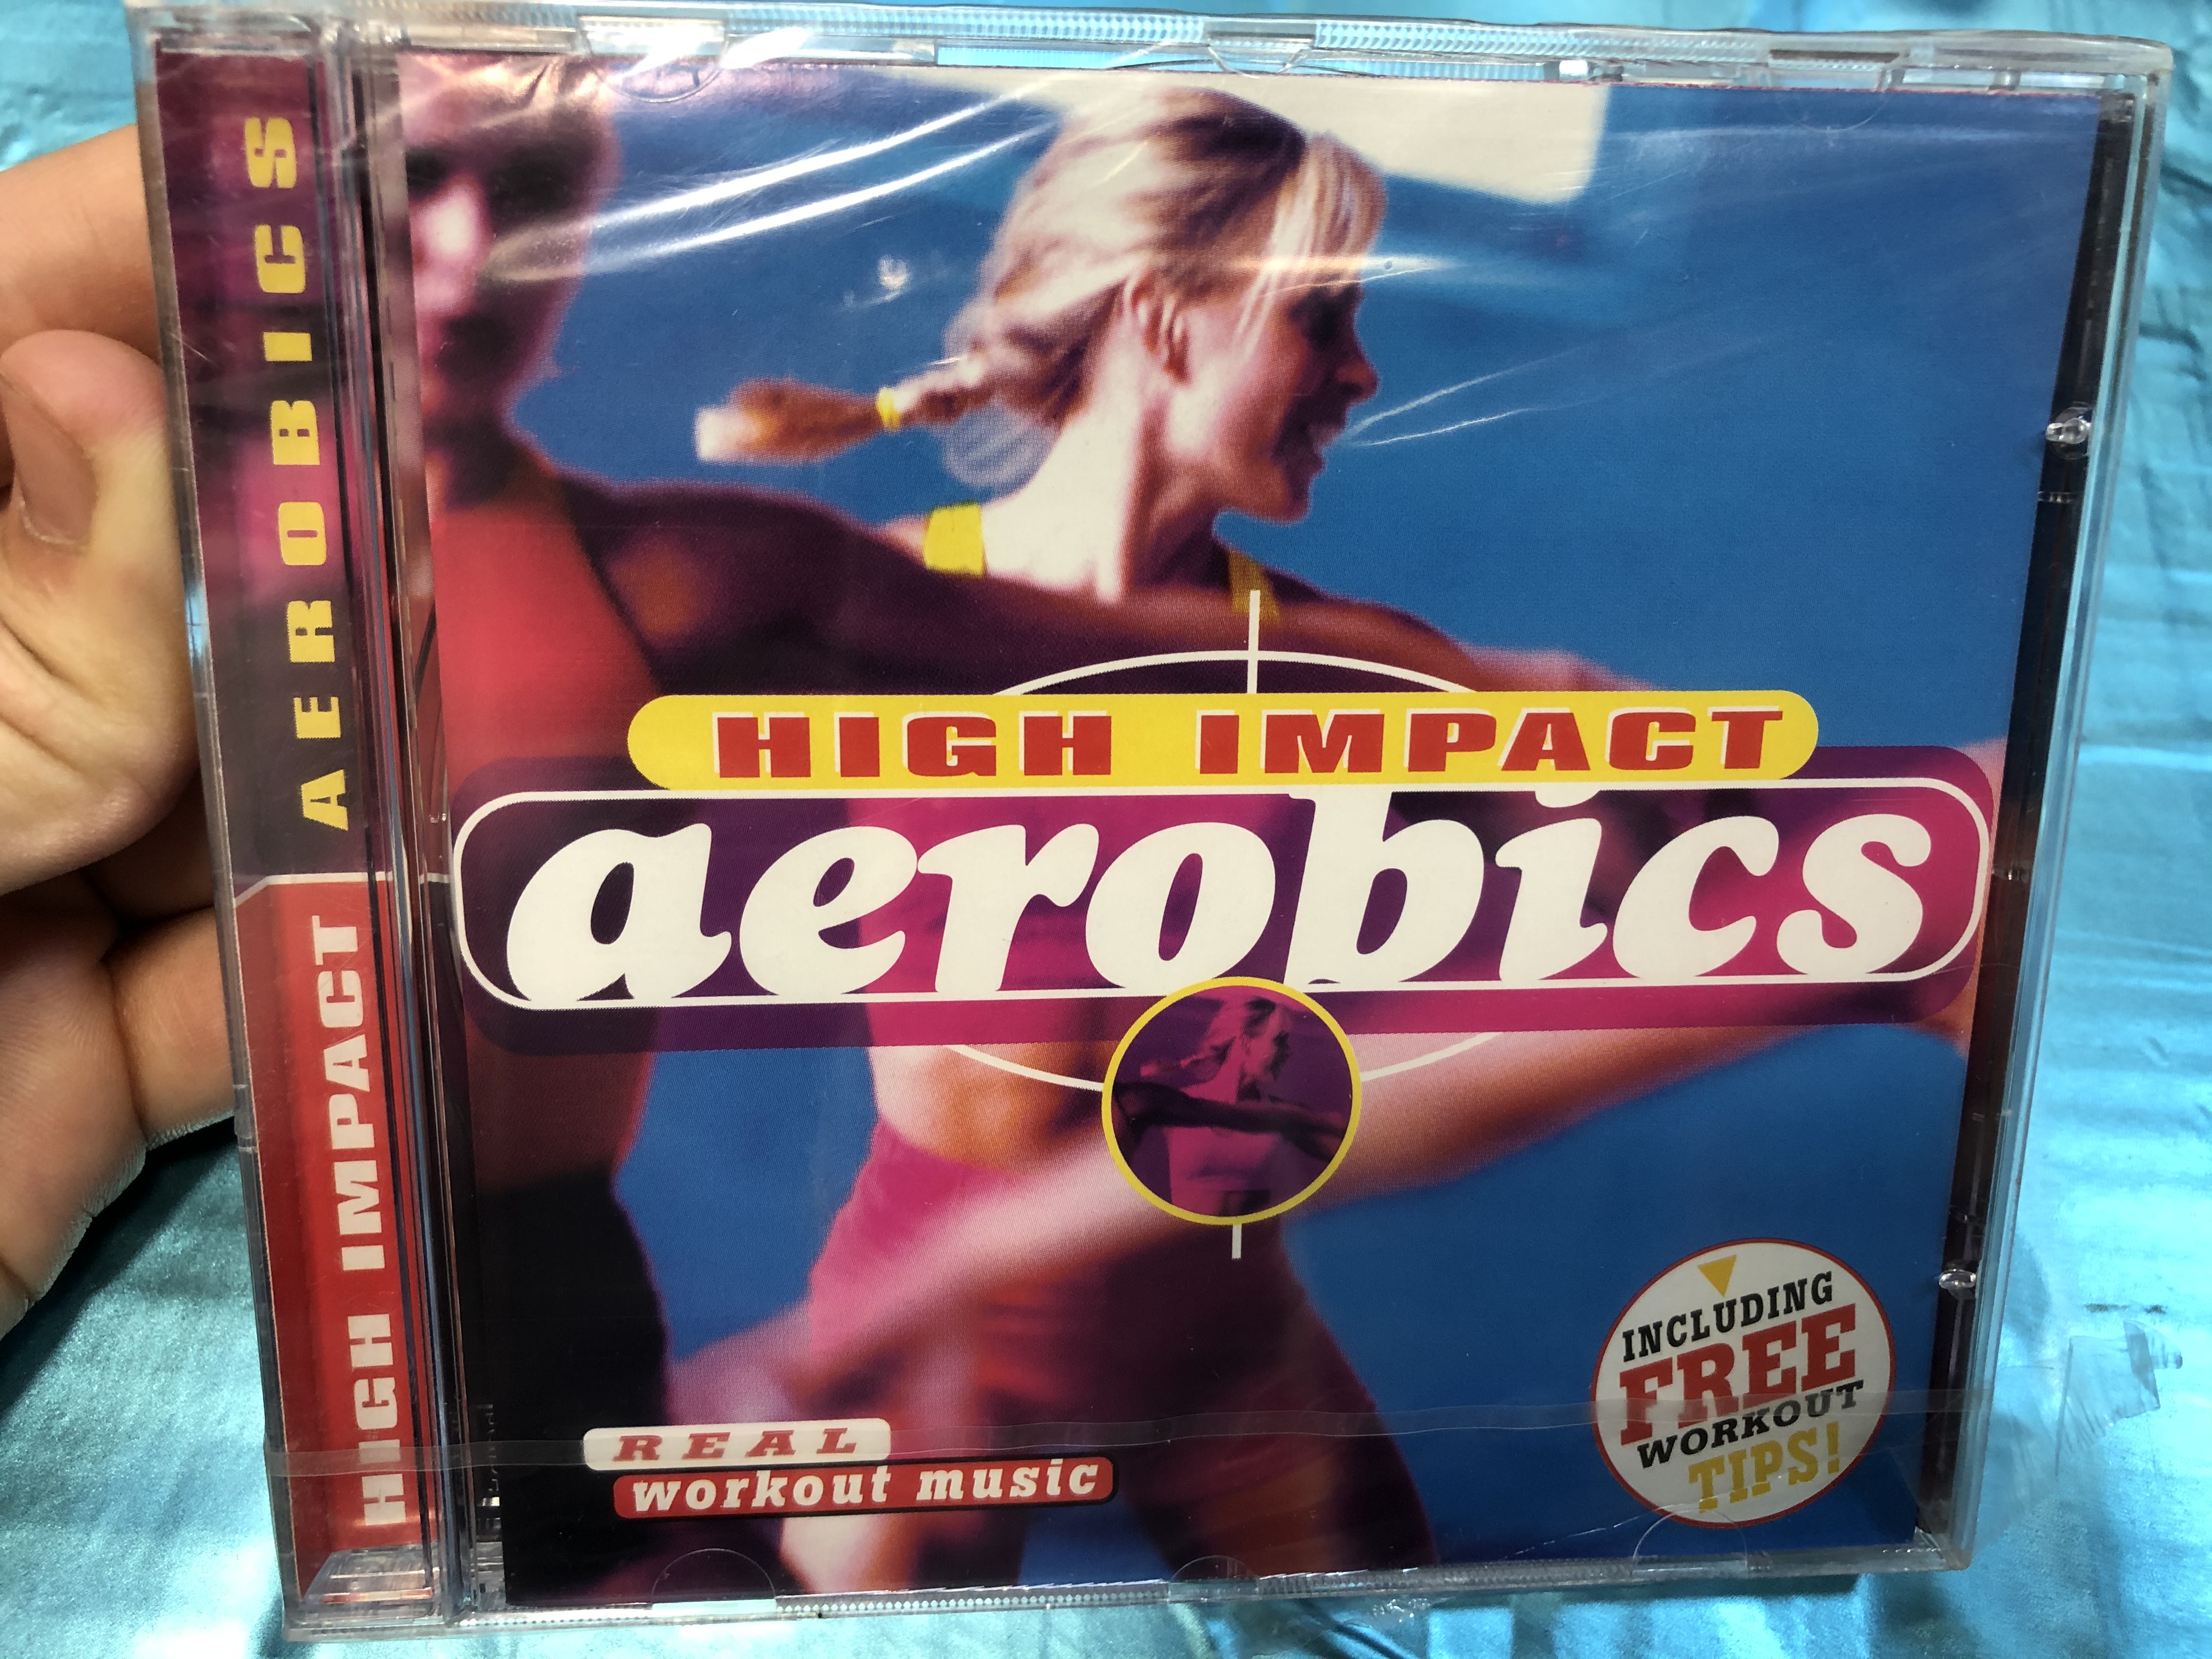 HIGH IMPACT AEROBICS
HIGH IMPACT
aerobics
REAL
workout music
INCLUDING
FREE
WORKOUT
TIPS!